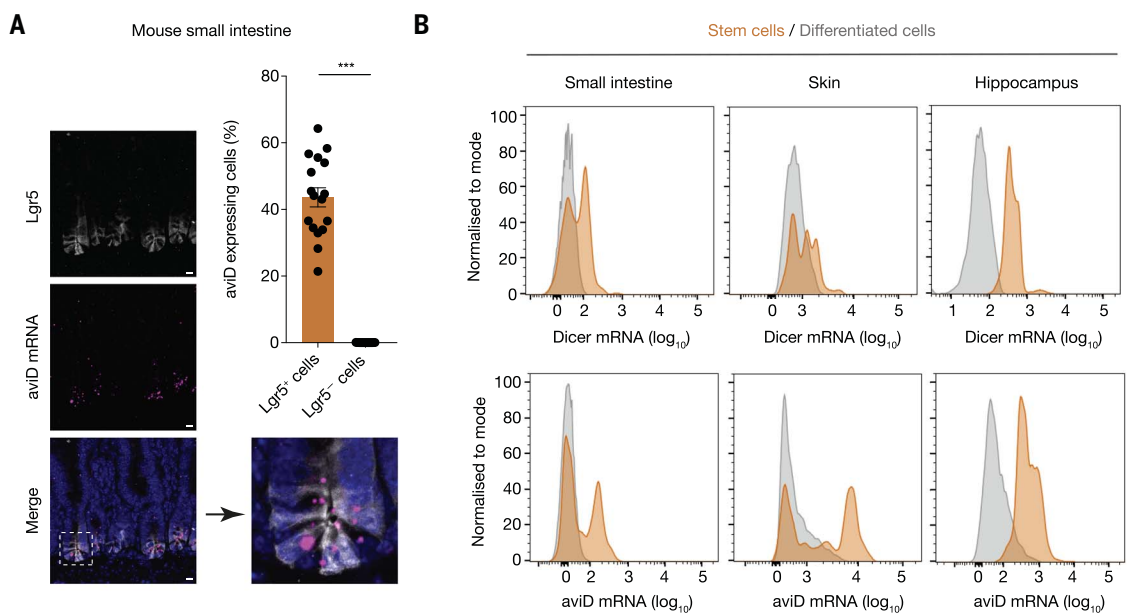 A
Mouse small intestine
Lgr5
aviD mRNA
Merge
aviD expressing cells (%)
80
60
40
20
0
***
Lgr5⁺ cells
Lgr5⁻ cells
B
Stem cells / Differentiated cells
Small intestine
Skin
Hippocampus
Normalised to mode
100
80
60
40
20
0
0 2 3 4 5
Dicer mRNA (log₁₀)
0 3 2 4 5
Dicer mRNA (log₁₀)
1 2 3 4 5
Dicer mRNA (log₁₀)
Normalised to mode
100
80
60
40
20
0
0 2 3 4 5
aviD mRNA (log₁₀)
0 2 3 4 5
aviD mRNA (log₁₀)
0 2 3 4 5
aviD mRNA (log₁₀)